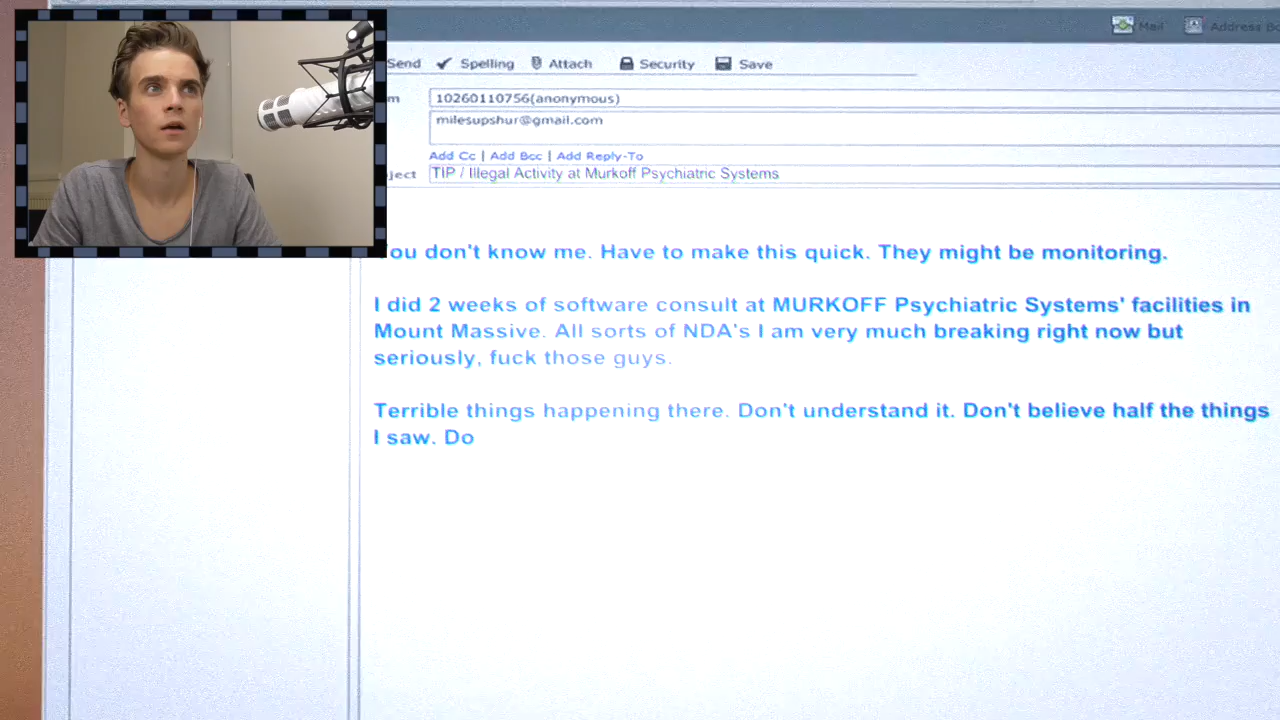 Mail Address
Send Spelling Attach Security Save
10260110756(anonymous)
milesupshur@gmail.com
Add Cc | Add Bcc | Add Reply-To
TIP / Illegal Activity at Murkoff Psychiatric Systems
You don't know me. Have to make this quick. They might be monitoring.
I did 2 weeks of software consult at MURKOFF Psychiatric Systems' facilities in
Mount Massive. All sorts of NDA's I am very much breaking right now but
seriously, fuck those guys.
Terrible things happening there. Don't understand it. Don't believe half the things
I saw. Do